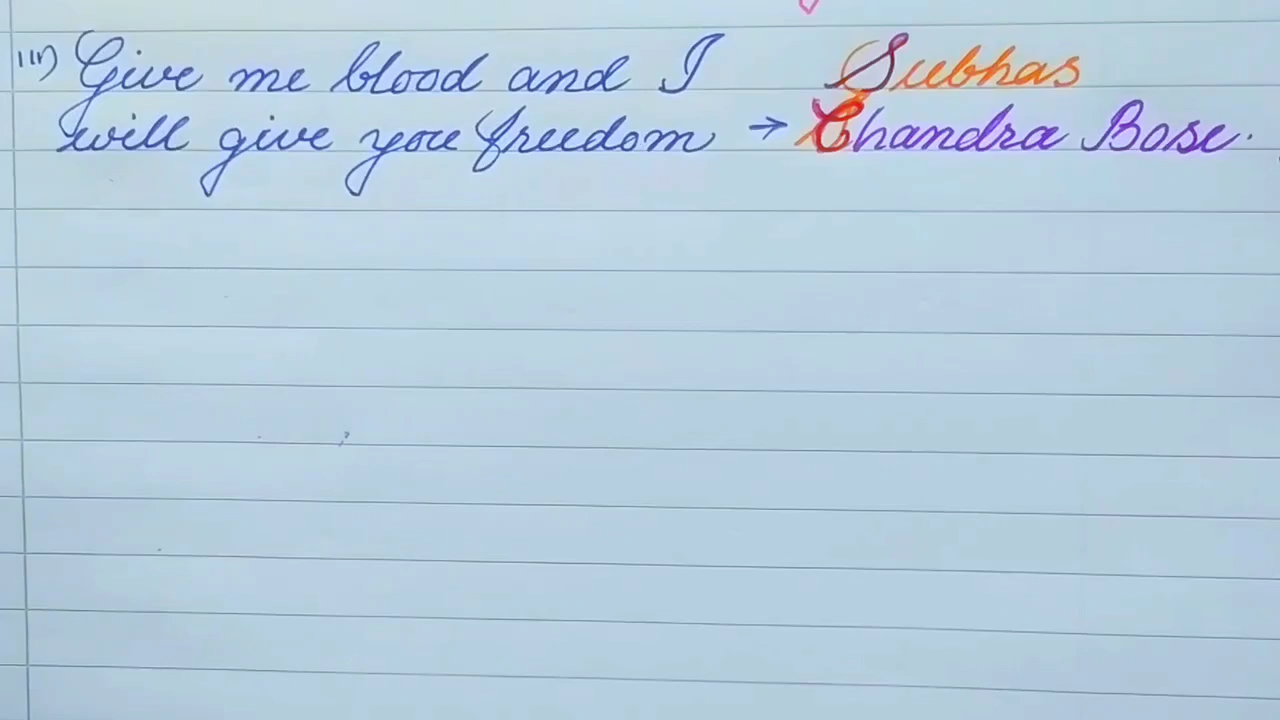 iii) Give me blood and I Subhas
will give you freedom → Chandra Bose.